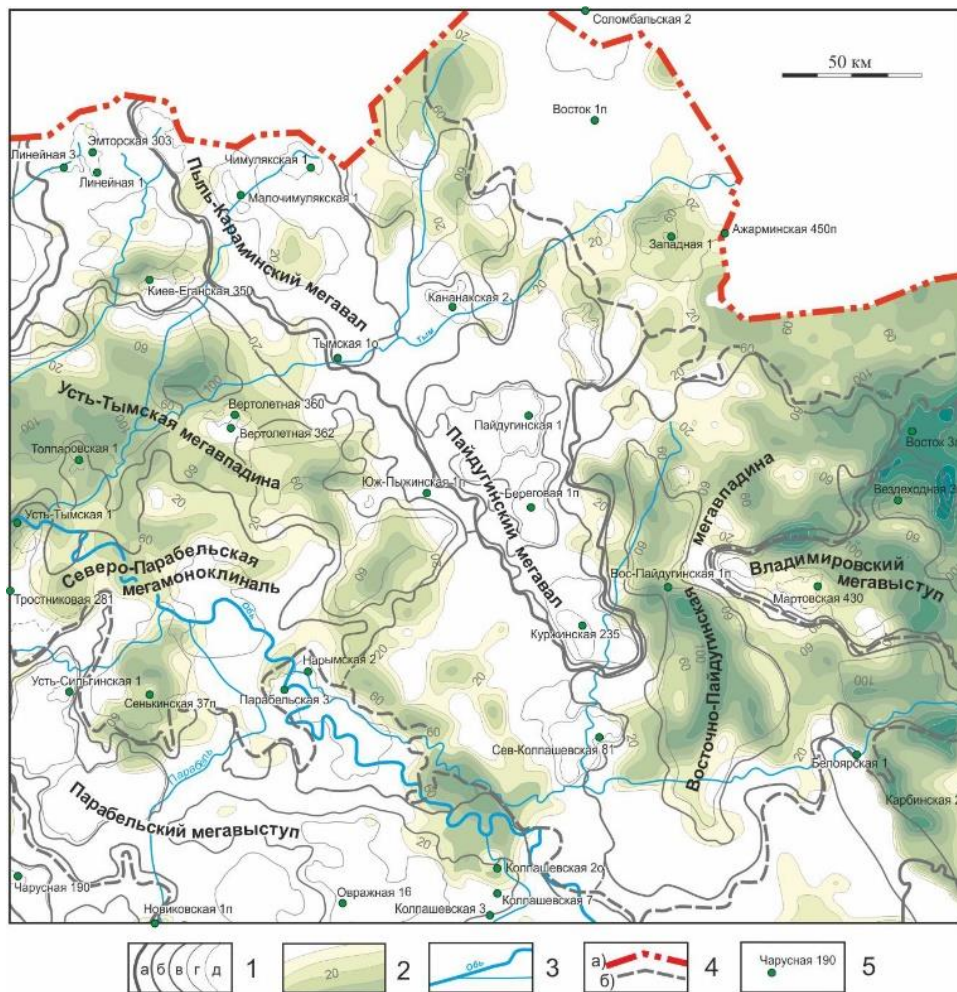 Соломбальская 2
50 км
Восток 1п
Эмторская 303
Линейная 3
Линейная 1
Чимулякская 1
Малочимулякская 1
Пыль-Караминский мегавал
Западная 1
Ажарминская 450п
Киев-Еганская 350
Кананакская 2
Тымская 1о
Тым
Усть-Тымская мегавпадина
Вертолетная 360
Вертолетная 362
Пайдугинская 1
Толпаровская 1
Восток 3п
Юж-Пыжинская 1п
Береговая 1п
Вездеходная 3
Пайдугинский мегавал
Усть-Тымская 1
Северо-Парабельская
мегамоноклиналь
Тростниковая 281
Обь
Вос-Пайдугинская 1п
Восточно-Пайдугинская
мегавпадина
Владимировский
мегавыступ
Мартовская 430
Куржинская 235
Нарымская 2
Парабельская 3
Усть-Сильгинская 1
Сенькинская 37п
Парабель
Сев-Колпашевская 81
Белоярская 1
Карбинская 2
Парабельский мегавыступ
Чарусная 190
Новиковская 1п
Овражная 16
Колпашевская 2о
Колпашевская 7
Колпашевская 3
а б в г д 1
20 2
Обь 3
а) б) 4
Чарусная 190 5